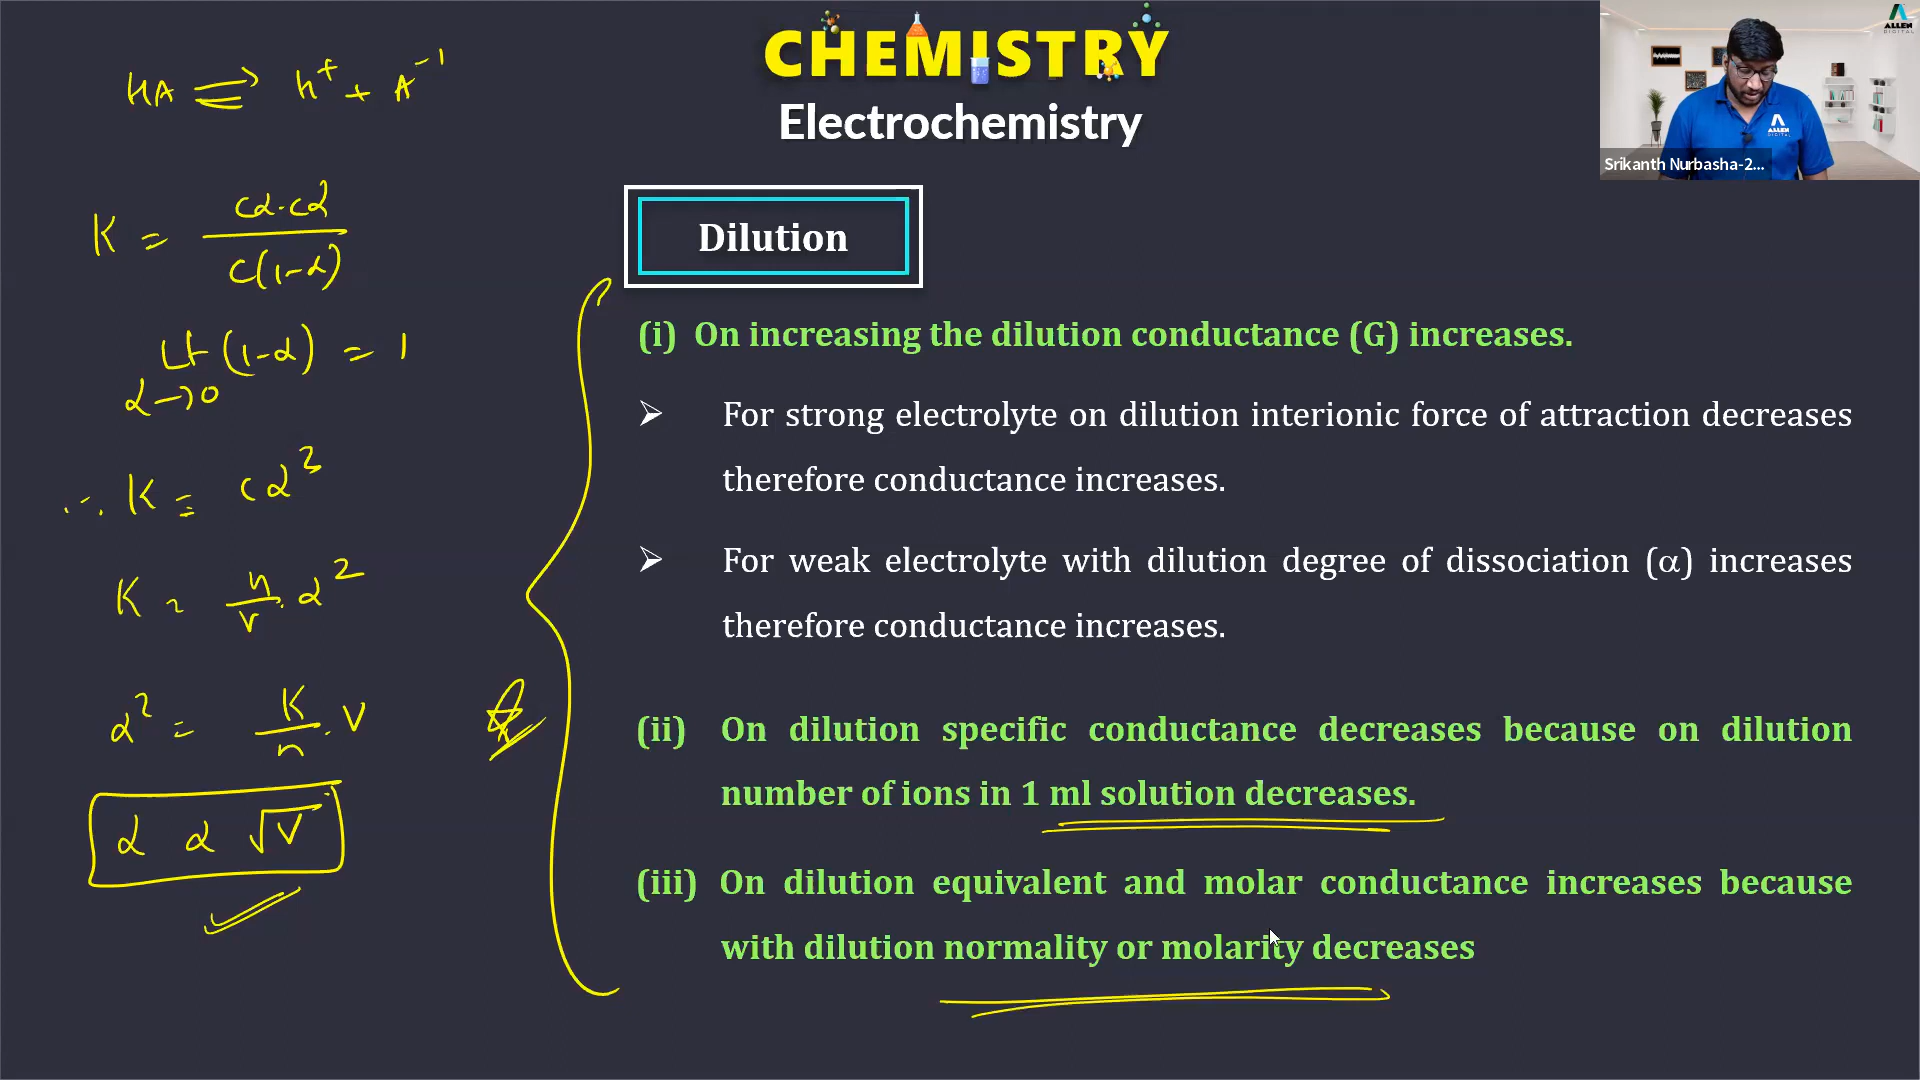 CHEMISTRY
Electrochemistry
ALLEN
DIGITAL
ALLEN
DIGITAL
Srikanth Nurbasha-2...
HA ⇌ h⁺ + A⁻¹
K = cα·cα / c(1-α)
Lt (1-α) = 1
α→0
∴ K = cα²
K = n/v · α²
α² = K/n · V
α α √V
Dilution
(i) On increasing the dilution conductance (G) increases.
➢ For strong electrolyte on dilution interionic force of attraction decreases
therefore conductance increases.
➢ For weak electrolyte with dilution degree of dissociation (α) increases
therefore conductance increases.
(ii) On dilution specific conductance decreases because on dilution
number of ions in 1 ml solution decreases.
(iii) On dilution equivalent and molar conductance increases because
with dilution normality or molarity decreases